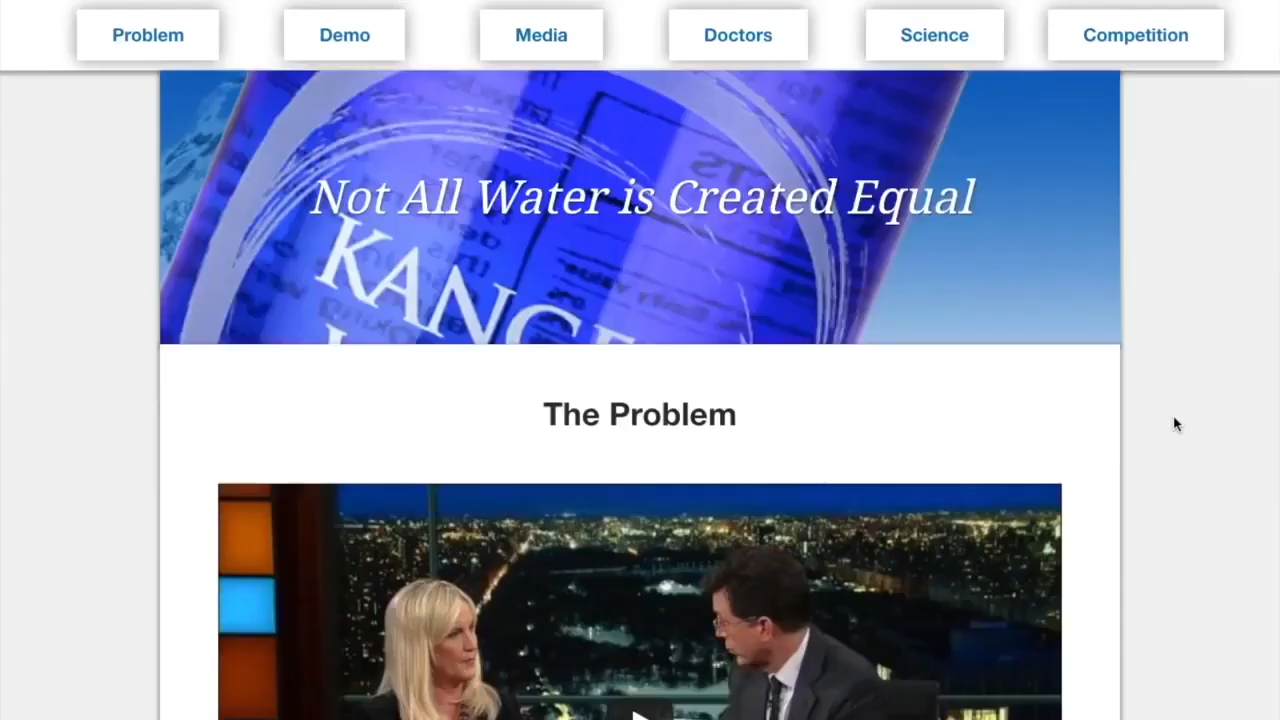 Problem
Demo
Media
Doctors
Science
Competition
Not All Water is Created Equal
KANGE
The Problem